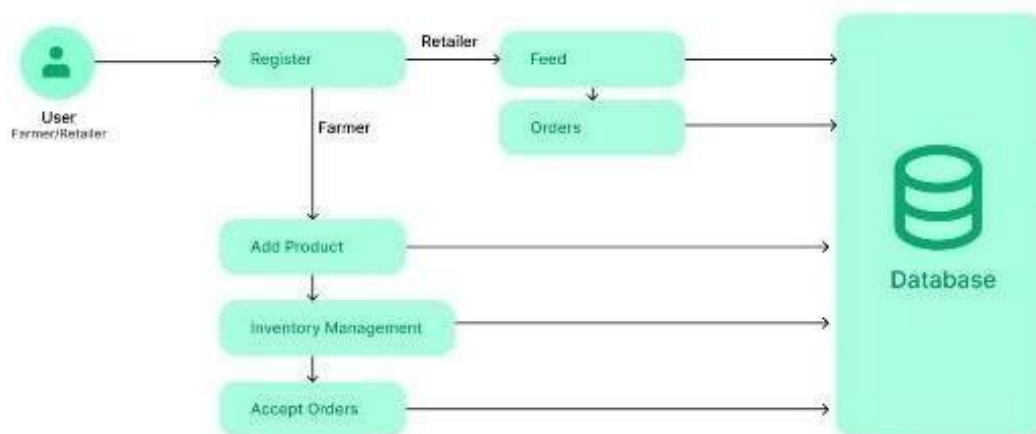 Retailer
Register
Feed
User
Farmer/Retailer
Farmer
Orders
Add Product
Database
Inventory Management
Accept Orders